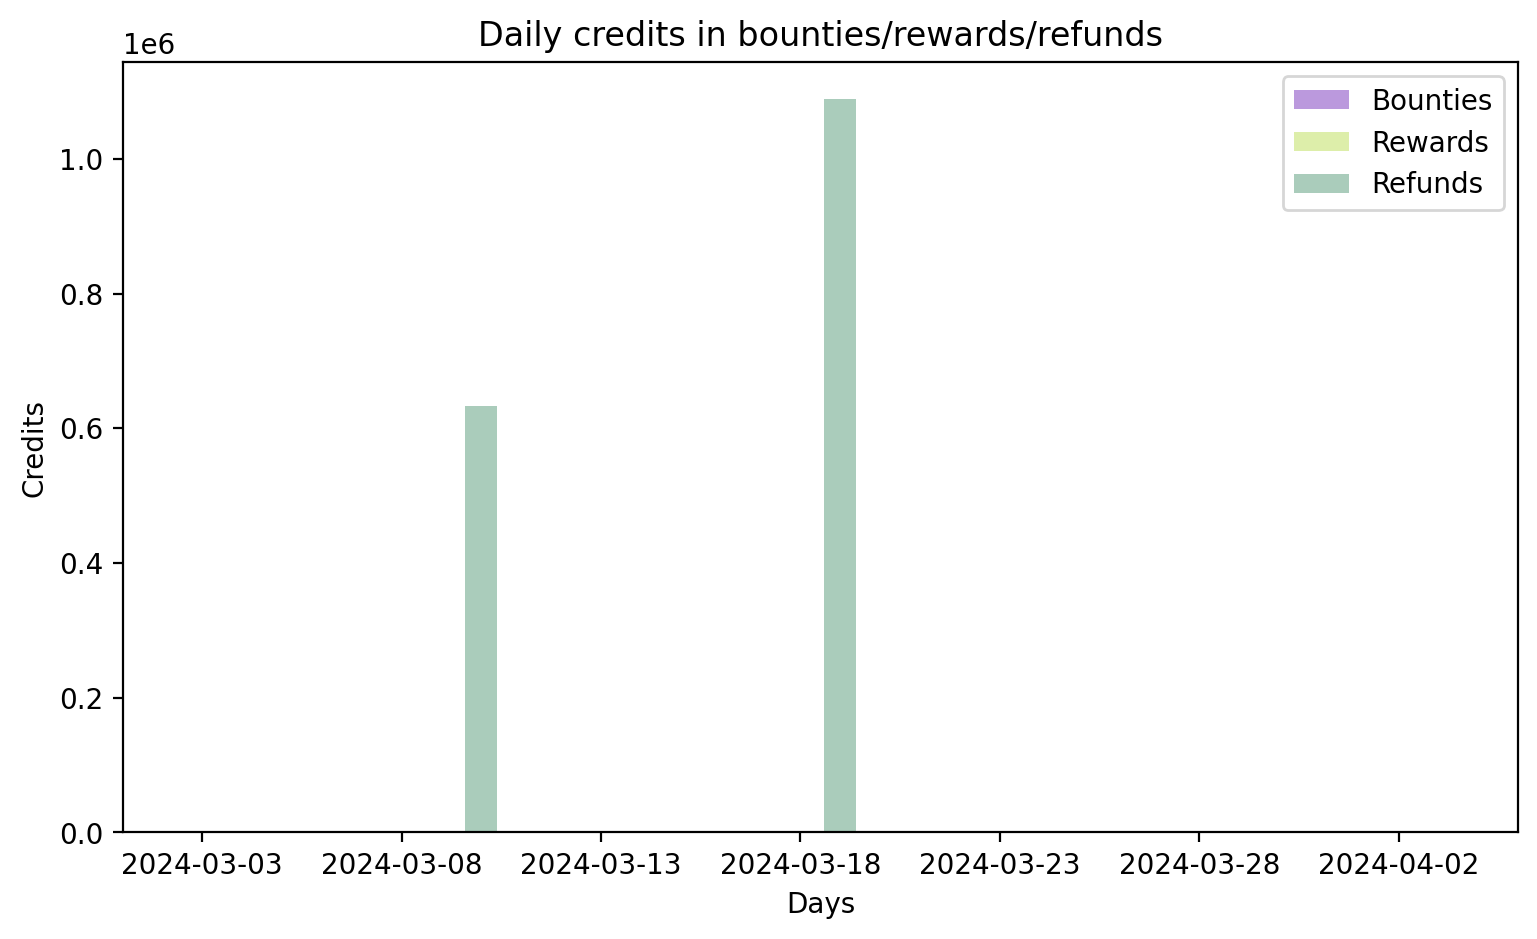 Daily credits in bounties/rewards/refunds
1e6
Bounties
Rewards
Refunds
1.0
0.8
0.6
0.4
0.2
0.0
Credits
2024-03-03 2024-03-08 2024-03-13 2024-03-18 2024-03-23 2024-03-28 2024-04-02
Days